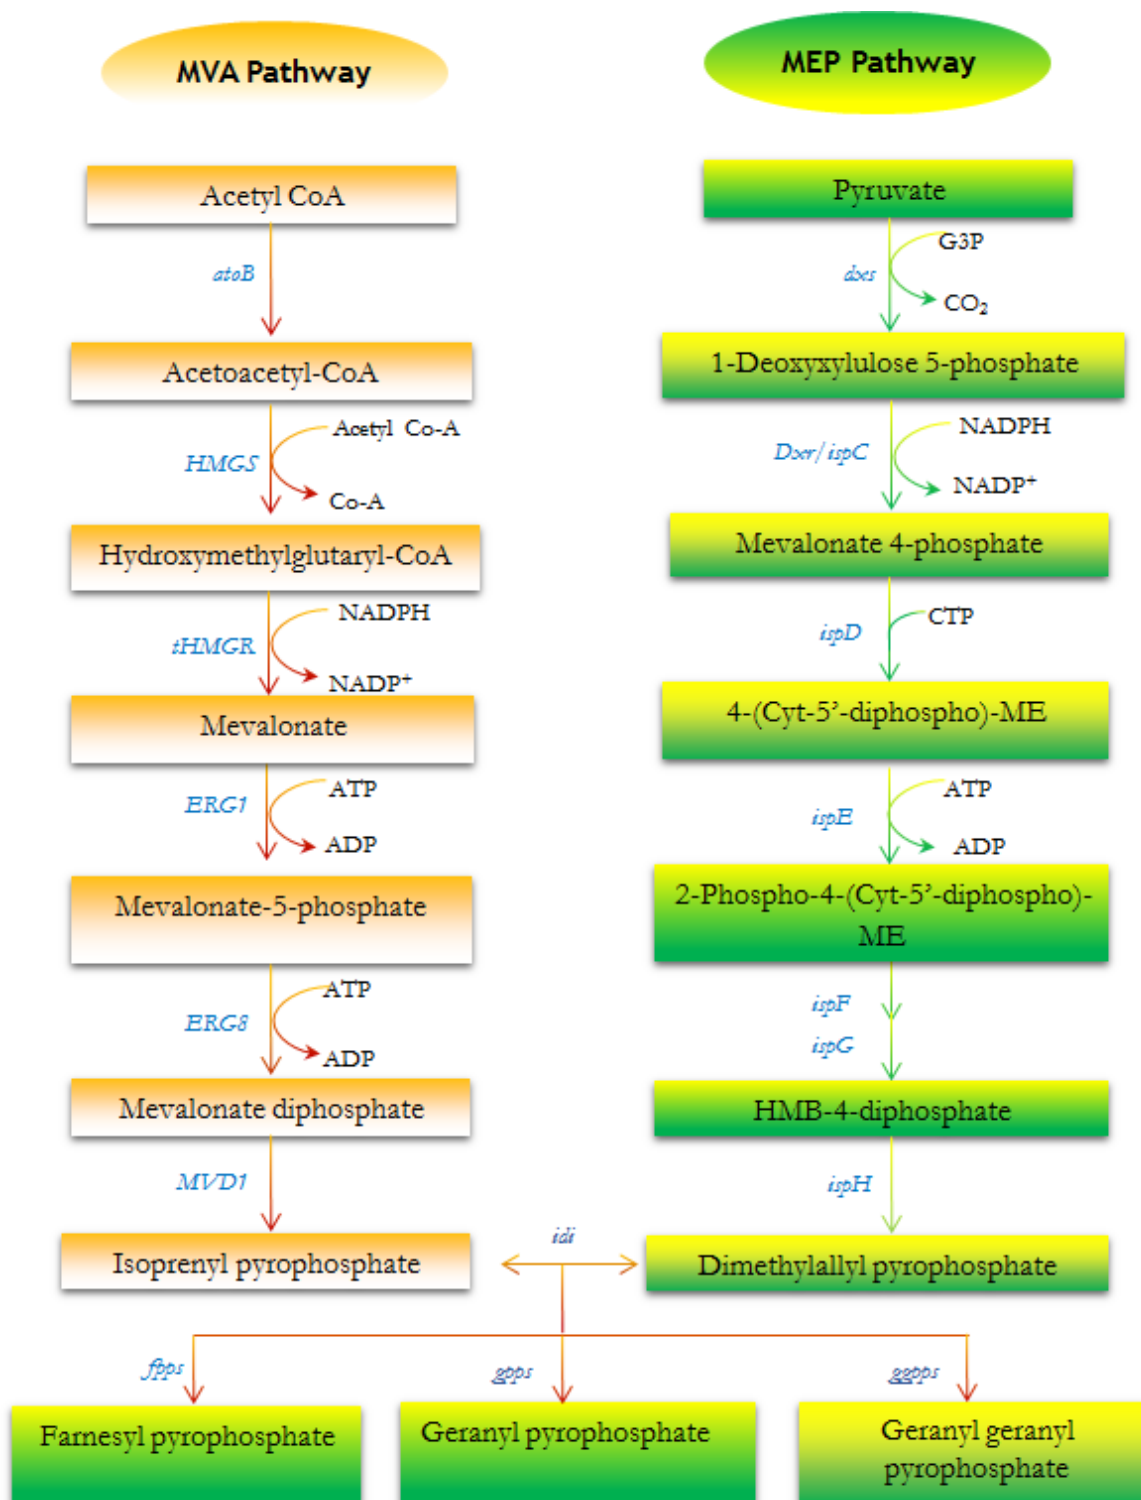 MVA Pathway
MEP Pathway
Acetyl CoA
atoB
Acetoacetyl-CoA
Acetyl Co-A
HMGS
Co-A
Hydroxymethylglutaryl-CoA
NADPH
tHMGR
NADP+
Mevalonate
ATP
ERG1
ADP
Mevalonate-5-phosphate
ATP
ERG8
ADP
Mevalonate diphosphate
MVD1
Isoprenyl pyrophosphate
Pyruvate
G3P
dxs
CO2
1-Deoxyxylulose 5-phosphate
NADPH
Dxr/ispC
NADP+
Mevalonate 4-phosphate
CTP
ispD
4-(Cyt-5’-diphospho)-ME
ATP
ispE
ADP
2-Phospho-4-(Cyt-5’-diphospho)-
ME
ispF
ispG
HMB-4-diphosphate
ispH
Dimethylallyl pyrophosphate
idi
fpps
gpps
ggpps
Farnesyl pyrophosphate
Geranyl pyrophosphate
Geranyl geranyl
pyrophosphate